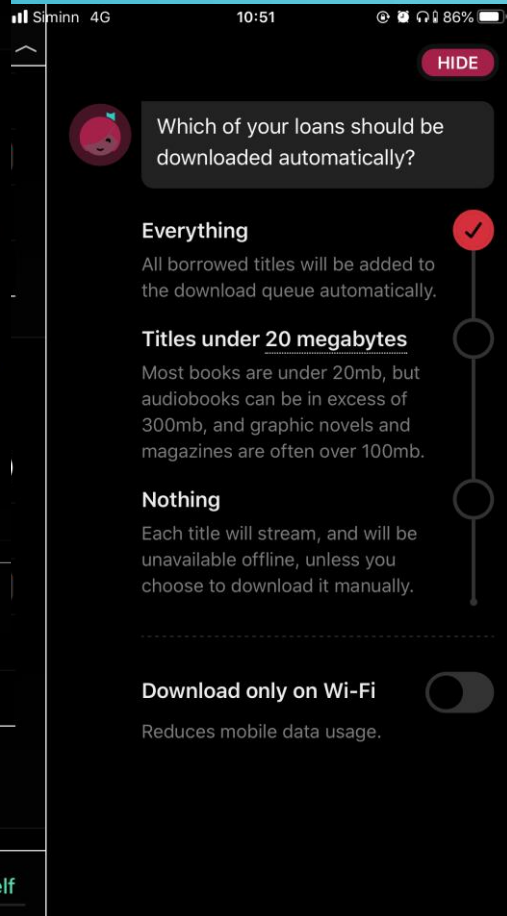 Siminn 4G 10:51 86%
HIDE
Which of your loans should be
downloaded automatically?
Everything
All borrowed titles will be added to
the download queue automatically.
Titles under 20 megabytes
Most books are under 20mb, but
audiobooks can be in excess of
300mb, and graphic novels and
magazines are often over 100mb.
Nothing
Each title will stream, and will be
unavailable offline, unless you
choose to download it manually.
Download only on Wi-Fi
Reduces mobile data usage.
elf